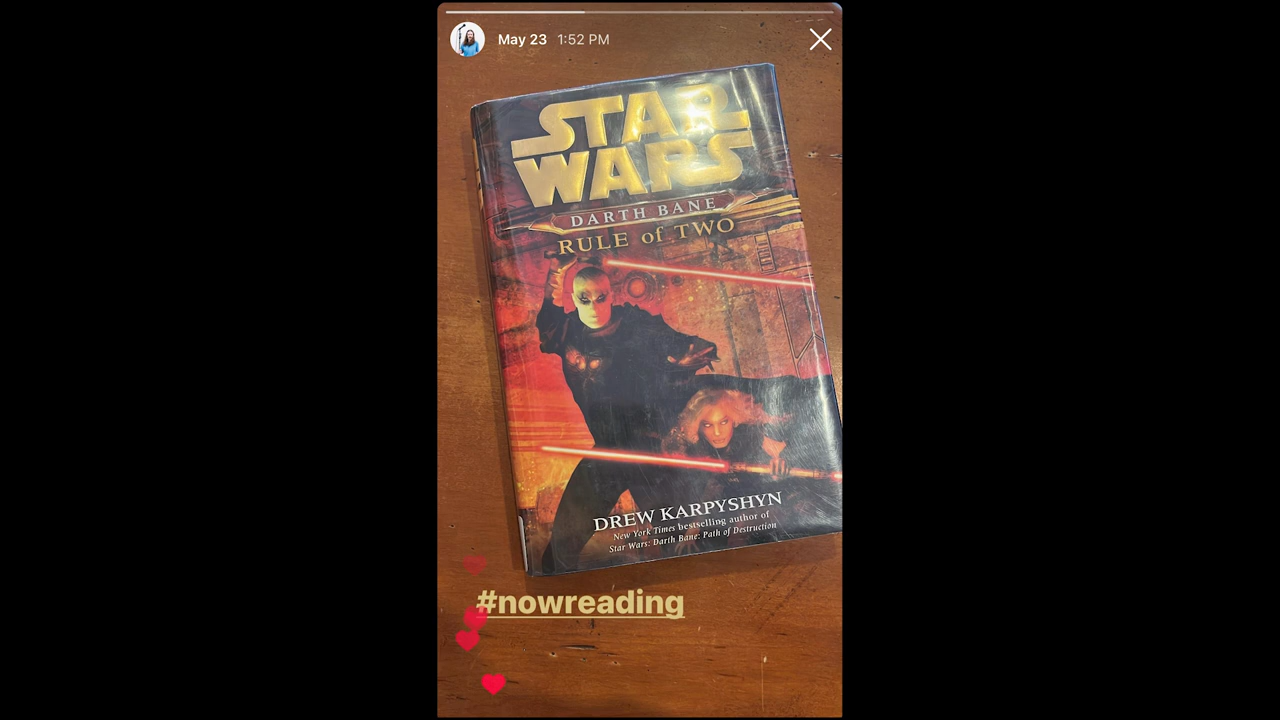 May 23 1:52 PM
STAR
WARS
DARTH BANE
RULE of TWO
DREW KARPYSHYN
New York Times bestselling author of
Star Wars: Darth Bane: Path of Destruction
#nowreading